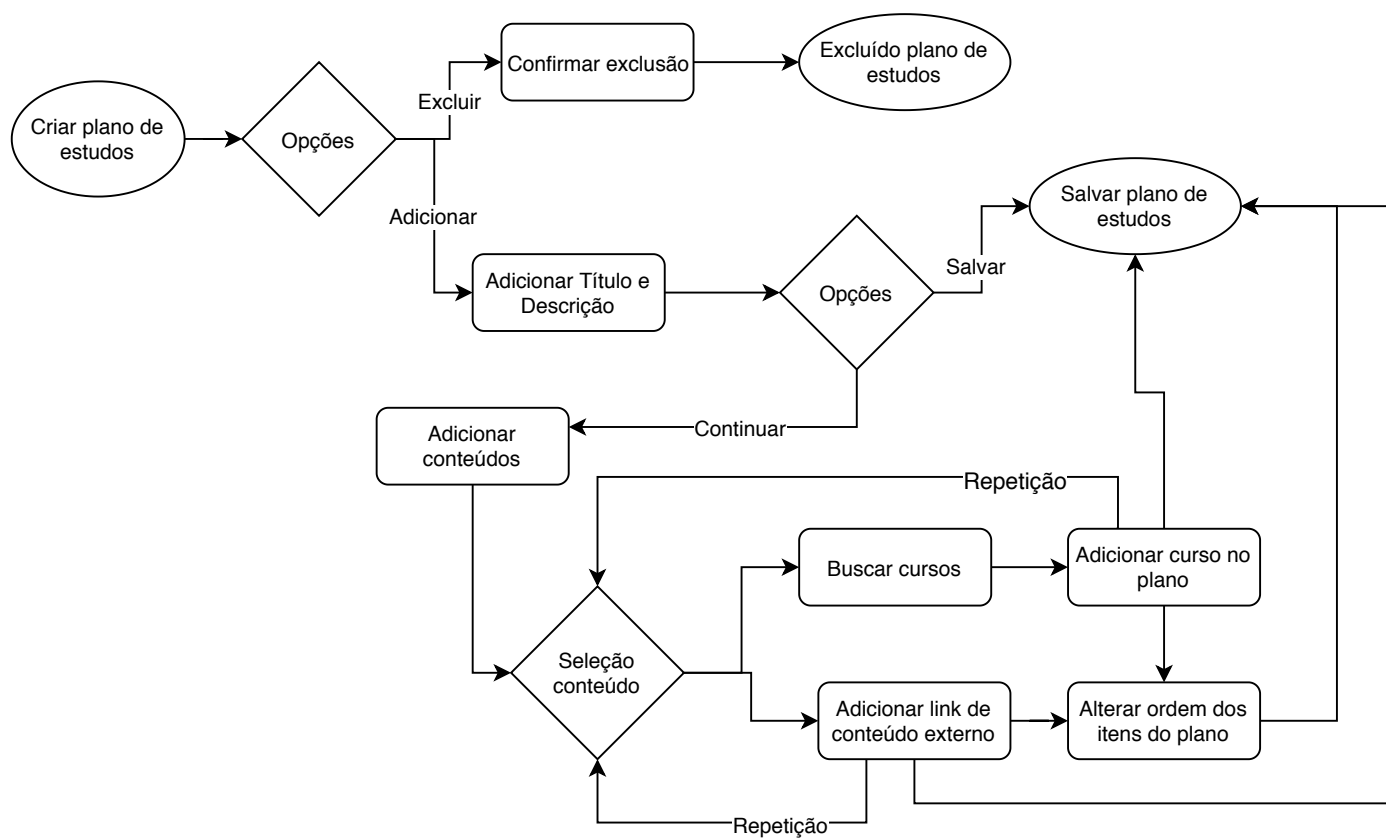 Criar plano de
estudos
Opções
Excluir
Confirmar exclusão
Excluído plano de
estudos
Adicionar
Adicionar Título e
Descrição
Opções
Salvar
Salvar plano de
estudos
Continuar
Adicionar
conteúdos
Repetição
Buscar cursos
Adicionar curso no
plano
Seleção
conteúdo
Adicionar link de
conteúdo externo
Alterar ordem dos
itens do plano
Repetição